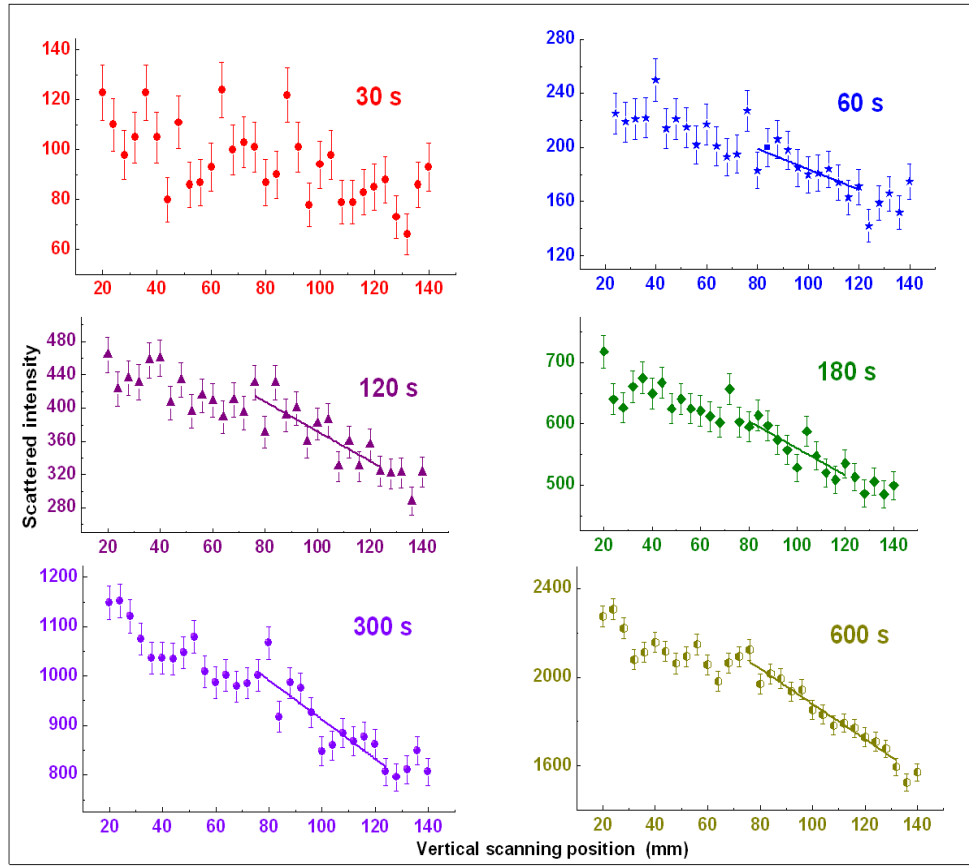 30 s
140
120
100
80
60
20 40 60 80 100 120 140
60 s
280
240
200
160
120
20 40 60 80 100 120 140
120 s
480
440
400
360
320
280
20 40 60 80 100 120 140
180 s
700
600
500
20 40 60 80 100 120 140
300 s
1200
1100
1000
900
800
20 40 60 80 100 120 140
600 s
2400
2000
1600
20 40 60 80 100 120 140
Scattered intensity
Vertical scanning position (mm)